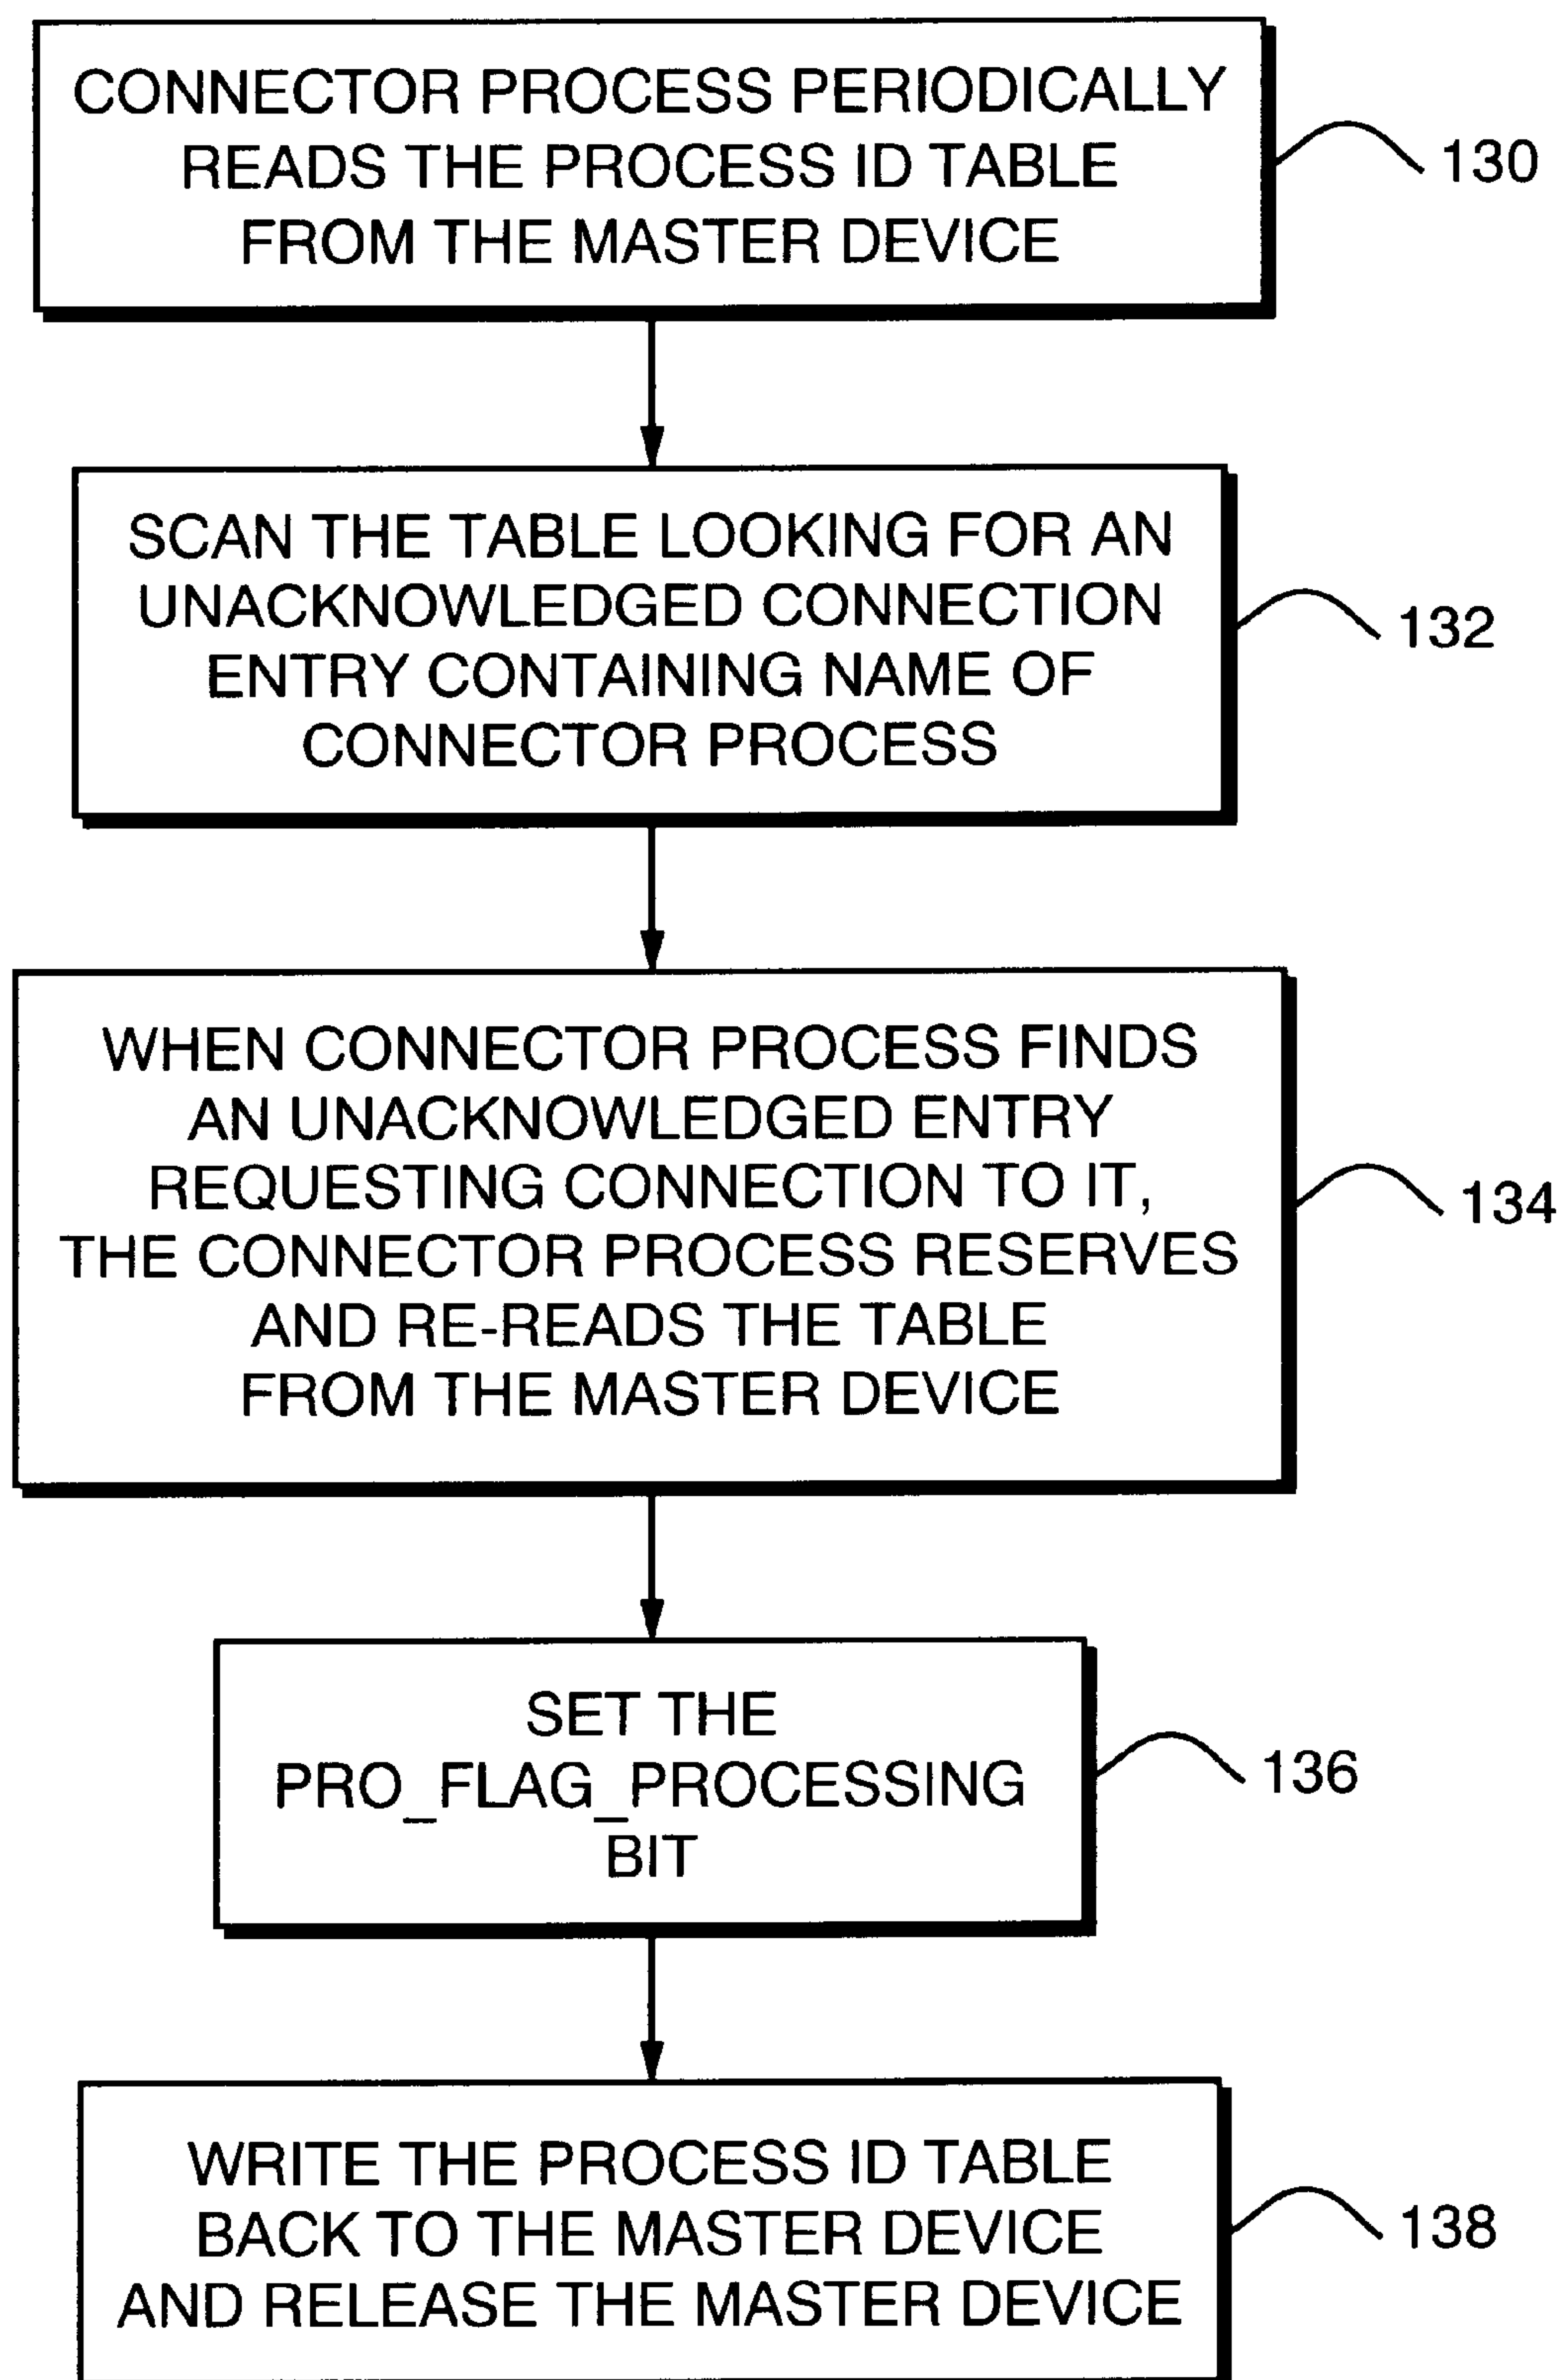 CONNECTOR PROCESS PERIODICALLY
READS THE PROCESS ID TABLE
FROM THE MASTER DEVICE
130
SCAN THE TABLE LOOKING FOR AN
UNACKNOWLEDGED CONNECTION
ENTRY CONTAINING NAME OF
CONNECTOR PROCESS
132
WHEN CONNECTOR PROCESS FINDS
AN UNACKNOWLEDGED ENTRY
REQUESTING CONNECTION TO IT,
THE CONNECTOR PROCESS RESERVES
AND RE-READS THE TABLE
FROM THE MASTER DEVICE
134
SET THE
PRO_FLAG_PROCESSING
BIT
136
WRITE THE PROCESS ID TABLE
BACK TO THE MASTER DEVICE
AND RELEASE THE MASTER DEVICE
138